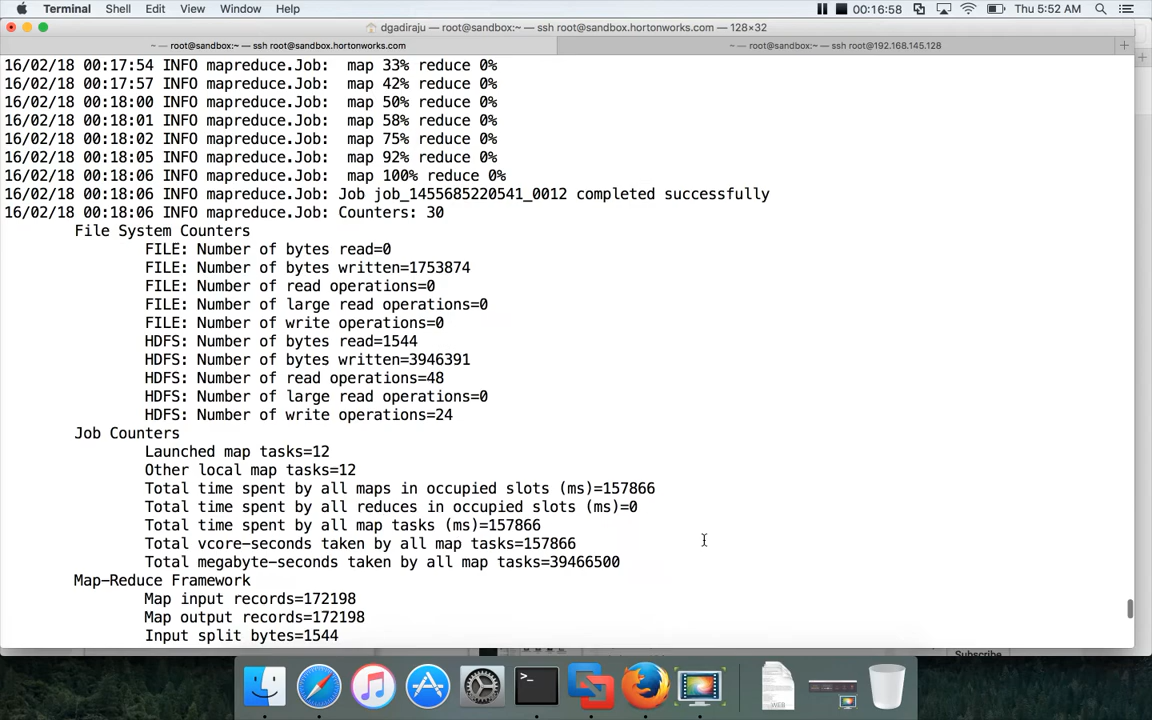 Terminal Shell Edit View Window Help 00:16:58 Thu 5:52 AM
dgadiraju — root@sandbox:~ — ssh root@sandbox.hortonworks.com — 128×32
~ — root@sandbox:~ — ssh root@sandbox.hortonworks.com ~ — root@sandbox:~ — ssh root@192.168.145.128
16/02/18 00:17:54 INFO mapreduce.Job:  map 33% reduce 0%
16/02/18 00:17:57 INFO mapreduce.Job:  map 42% reduce 0%
16/02/18 00:18:00 INFO mapreduce.Job:  map 50% reduce 0%
16/02/18 00:18:01 INFO mapreduce.Job:  map 58% reduce 0%
16/02/18 00:18:02 INFO mapreduce.Job:  map 75% reduce 0%
16/02/18 00:18:05 INFO mapreduce.Job:  map 92% reduce 0%
16/02/18 00:18:06 INFO mapreduce.Job:  map 100% reduce 0%
16/02/18 00:18:06 INFO mapreduce.Job: Job job_1455685220541_0012 completed successfully
16/02/18 00:18:06 INFO mapreduce.Job: Counters: 30
File System Counters
FILE: Number of bytes read=0
FILE: Number of bytes written=1753874
FILE: Number of read operations=0
FILE: Number of large read operations=0
FILE: Number of write operations=0
HDFS: Number of bytes read=1544
HDFS: Number of bytes written=3946391
HDFS: Number of read operations=48
HDFS: Number of large read operations=0
HDFS: Number of write operations=24
Job Counters
Launched map tasks=12
Other local map tasks=12
Total time spent by all maps in occupied slots (ms)=157866
Total time spent by all reduces in occupied slots (ms)=0
Total time spent by all map tasks (ms)=157866
Total vcore-seconds taken by all map tasks=157866
Total megabyte-seconds taken by all map tasks=39466500
Map-Reduce Framework
Map input records=172198
Map output records=172198
Input split bytes=1544
Subscribe